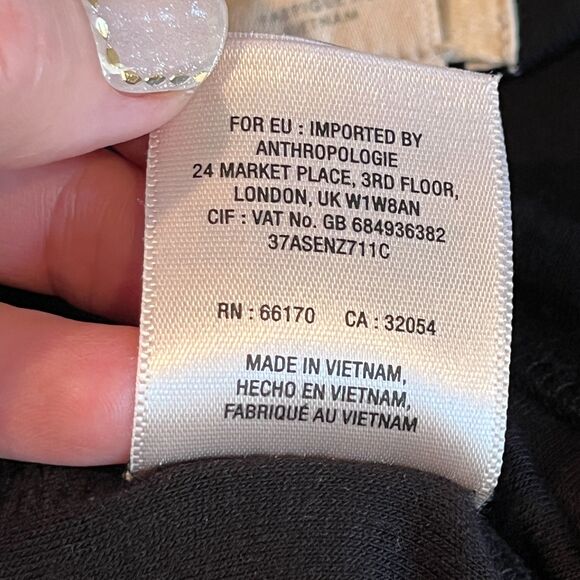 VIETNAM
FOR EU : IMPORTED BY
ANTHROPOLOGIE
24 MARKET PLACE, 3RD FLOOR,
LONDON, UK W1W8AN
CIF : VAT No. GB 684936382
37ASENZ711C
RN : 66170 CA : 32054
MADE IN VIETNAM,
HECHO EN VIETNAM,
FABRIQUÉ AU VIETNAM